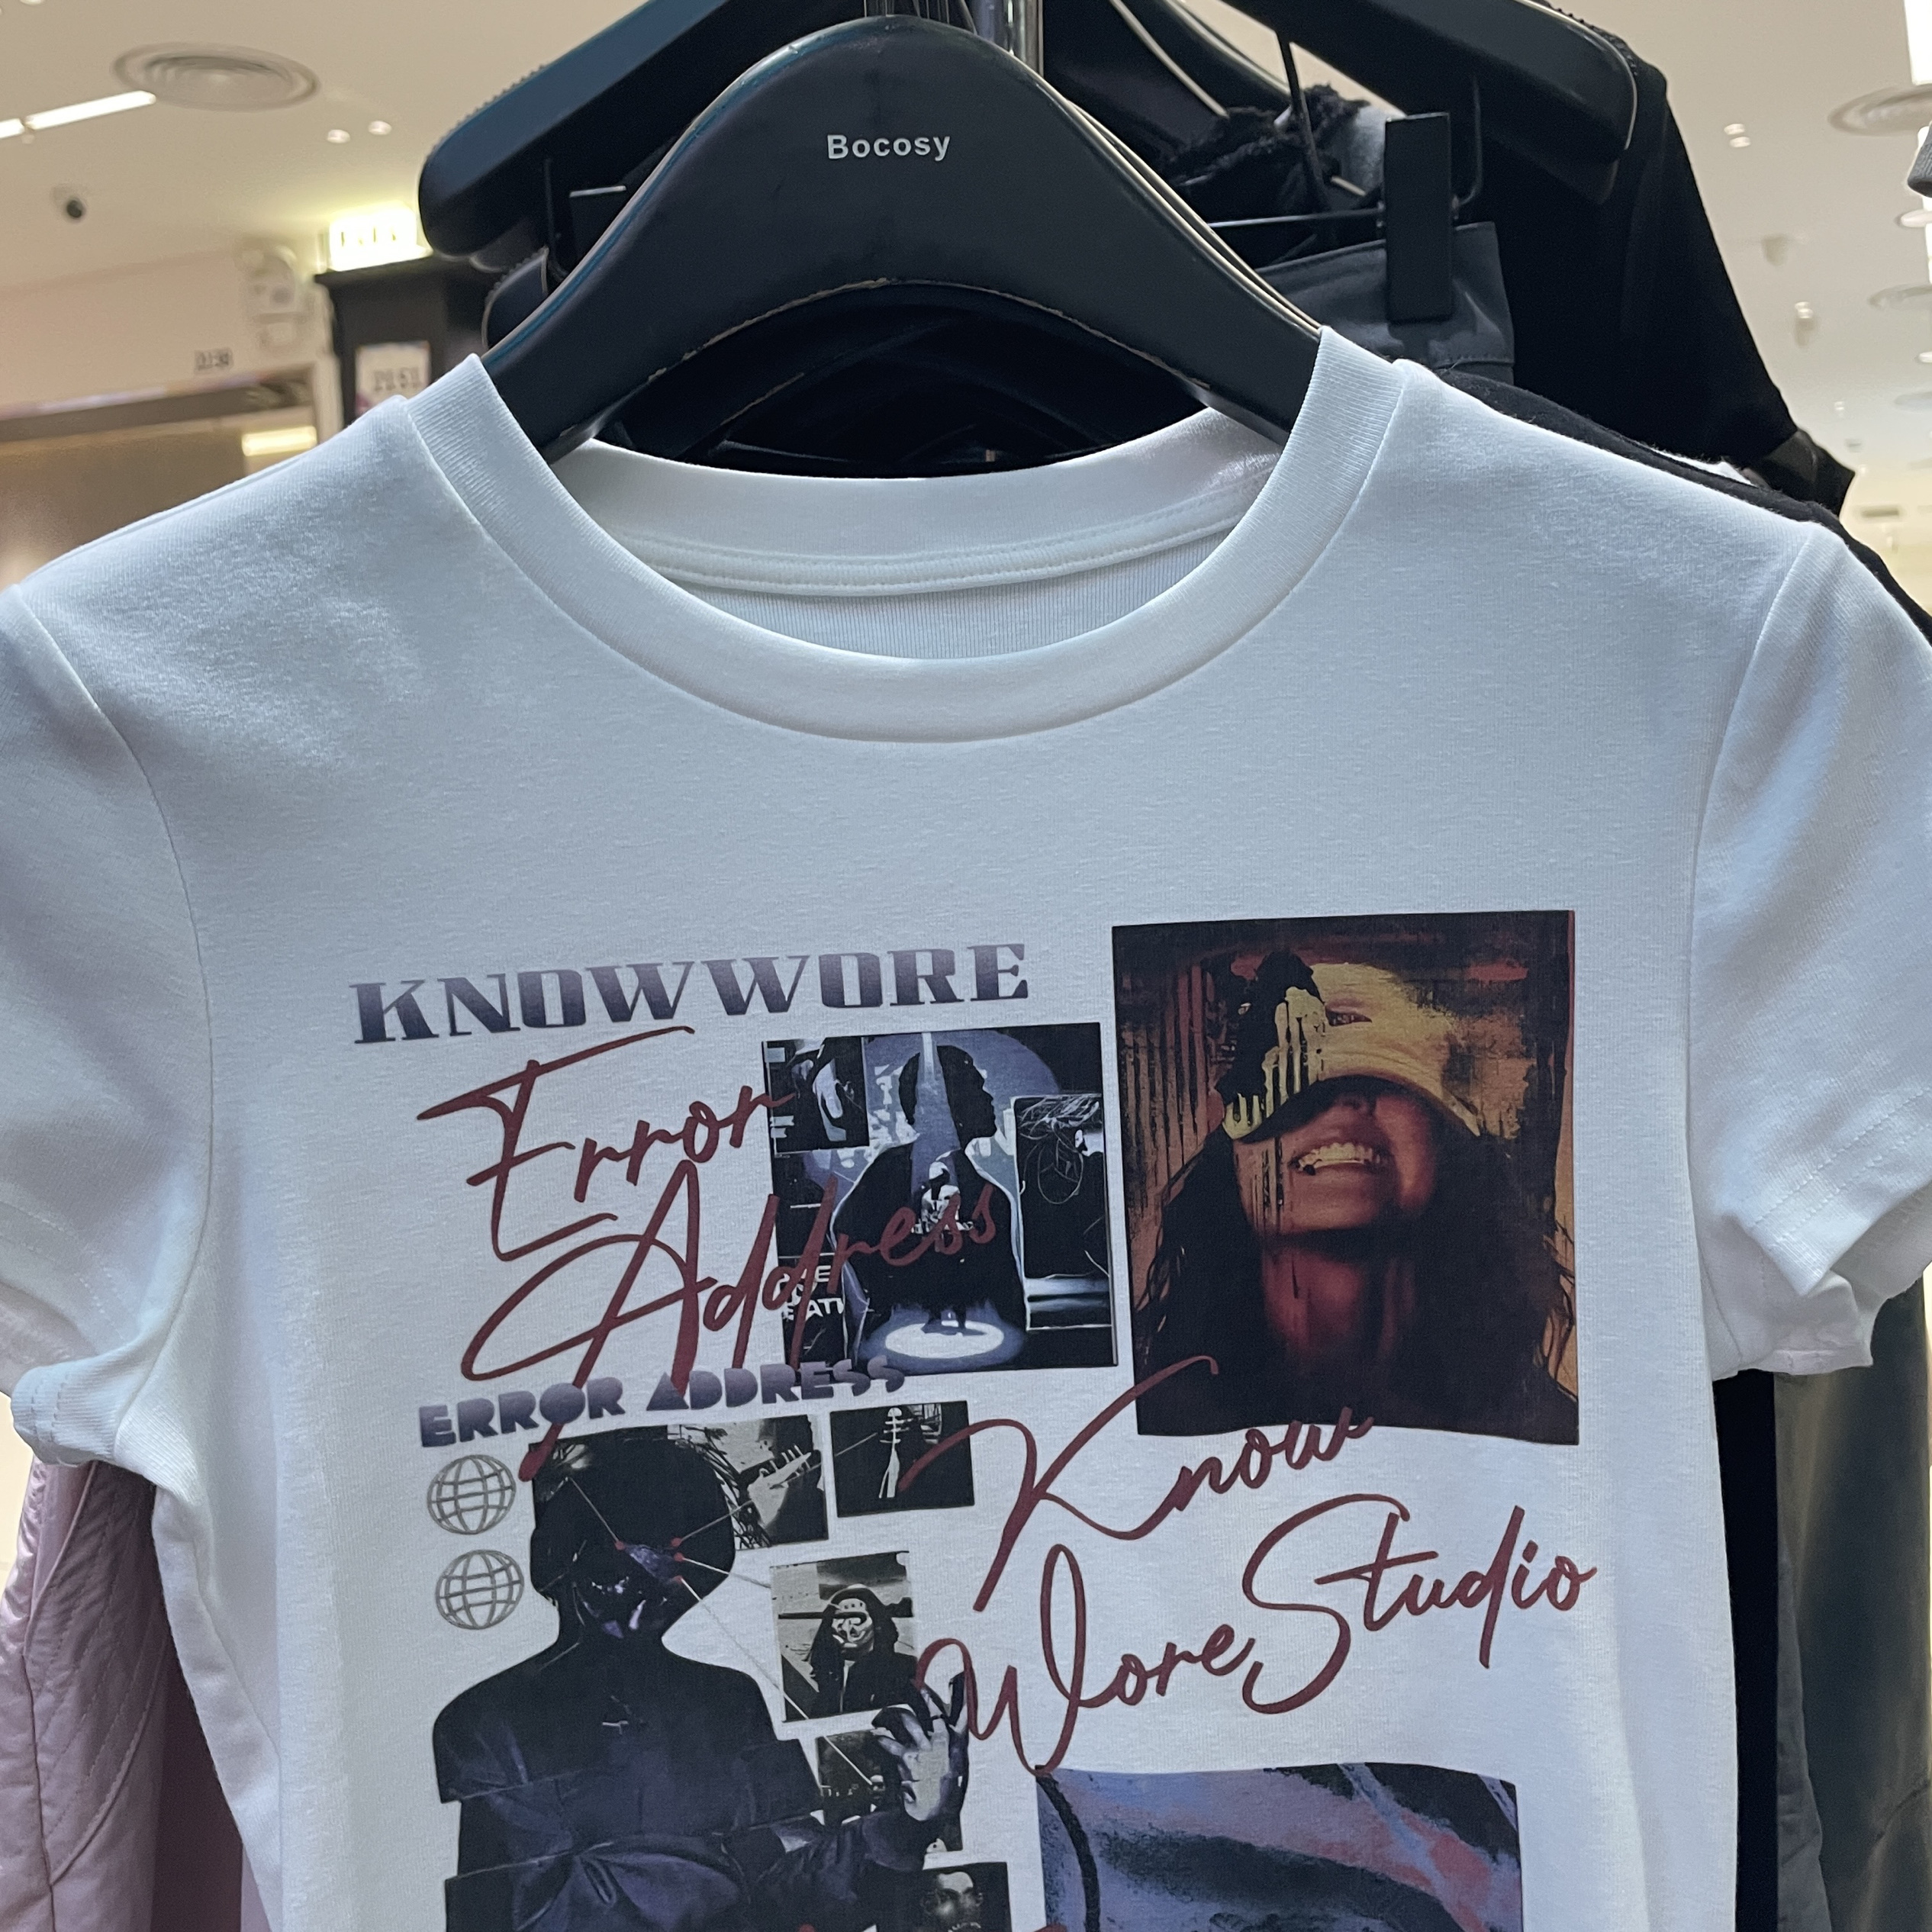 Bocosy
KNOWWORE
Error
Address
ERROR ADDRESS
Know
Wore Studio